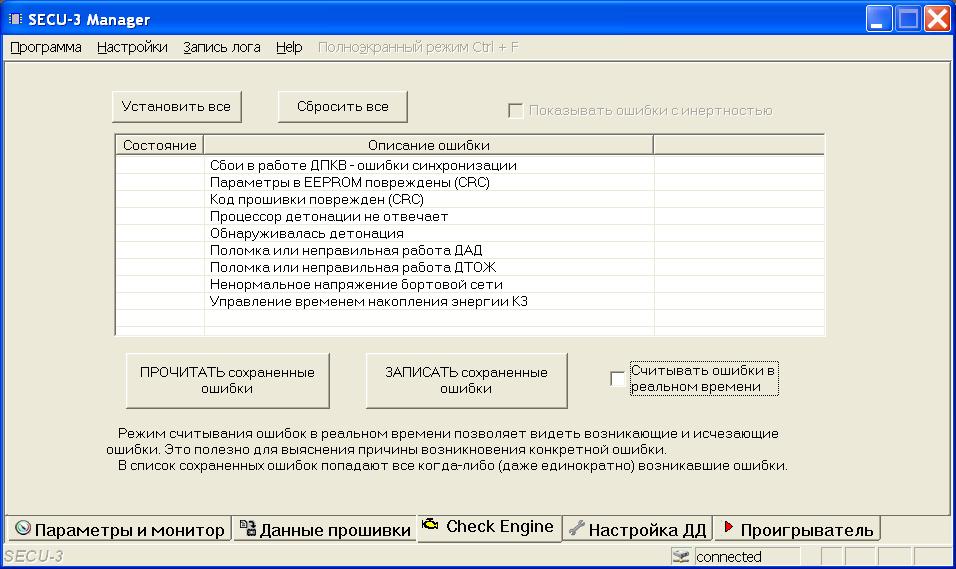 SECU-3 Manager
Программа Настройки Запись лога Help Полноэкранный режим Ctrl + F
Установить все Сбросить все Показывать ошибки с инертностью
Состояние Описание ошибки
Сбои в работе ДПКВ - ошибки синхронизации
Параметры в EEPROM повреждены (CRC)
Код прошивки поврежден (CRC)
Процессор детонации не отвечает
Обнаруживалась детонация
Поломка или неправильная работа ДАД
Поломка или неправильная работа ДТОЖ
Ненормальное напряжение бортовой сети
Управление временем накопления энергии КЗ
ПРОЧИТАТЬ сохраненные
ошибки
ЗАПИСАТЬ сохраненные
ошибки
Считывать ошибки в
реальном времени
Режим считывания ошибок в реальном времени позволяет видеть возникающие и исчезающие
ошибки. Это полезно для выяснения причины возникновения конкретной ошибки.
В список сохраненных ошибок попадают все когда-либо (даже единократно) возникавшие ошибки.
Параметры и монитор Данные прошивки Check Engine Настройка ДД Проигрыватель
SECU-3 connected